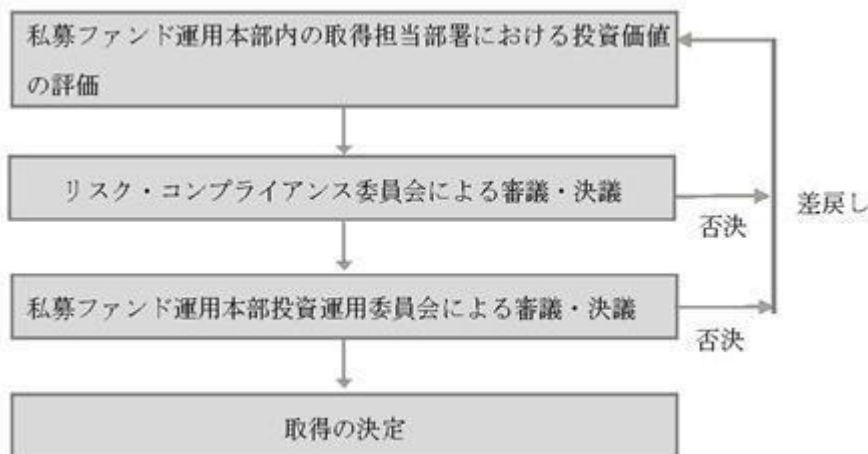 私募ファンド運用本部内の取得担当部署における投資価値
の評価
リスク・コンプライアンス委員会による審議・決議
否決
差戻し
私募ファンド運用本部投資運用委員会による審議・決議
否決
取得の決定